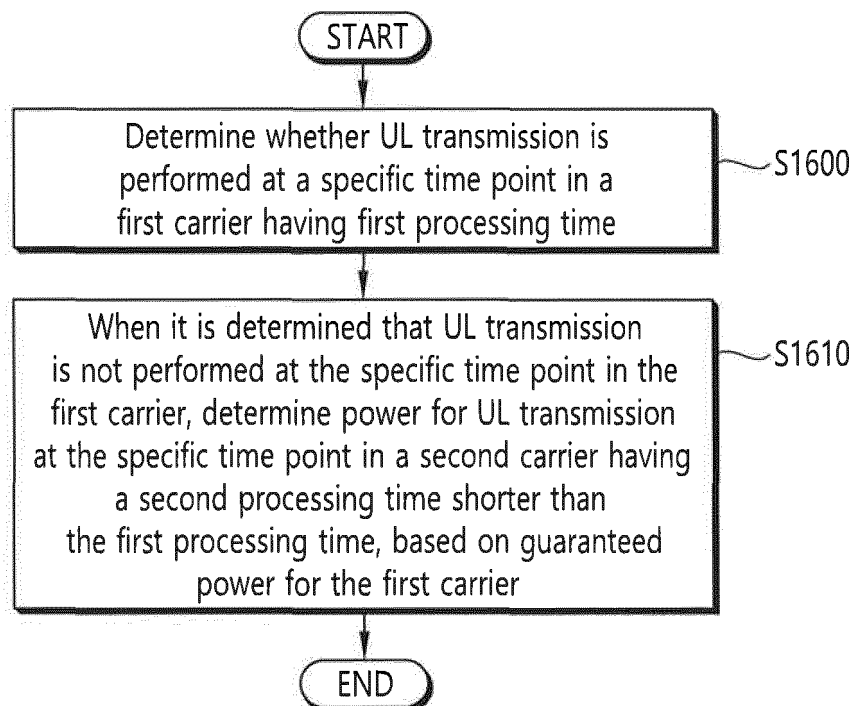 START
Determine whether UL transmission is
performed at a specific time point in a
first carrier having first processing time
S1600
When it is determined that UL transmission
is not performed at the specific time point in the
first carrier, determine power for UL transmission
at the specific time point in a second carrier having
a second processing time shorter than
the first processing time, based on guaranteed
power for the first carrier
S1610
END